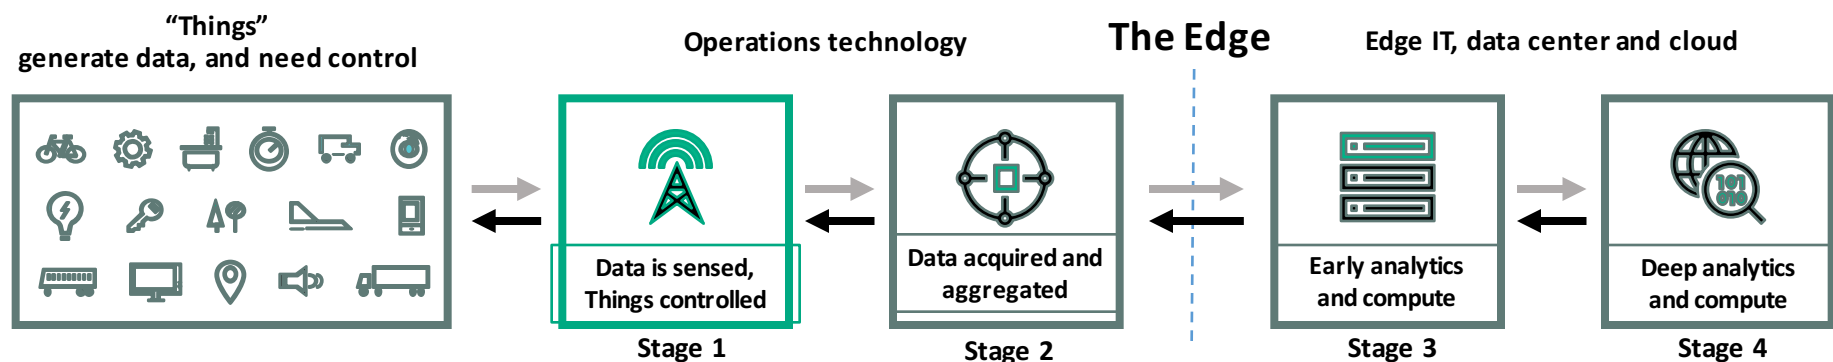 “Things”
generate data, and need control
Operations technology
The Edge
Edge IT, data center and cloud
Data is sensed,
Things controlled
Stage 1
Data acquired and
aggregated
Stage 2
Early analytics
and compute
Stage 3
101
010
Deep analytics
and compute
Stage 4